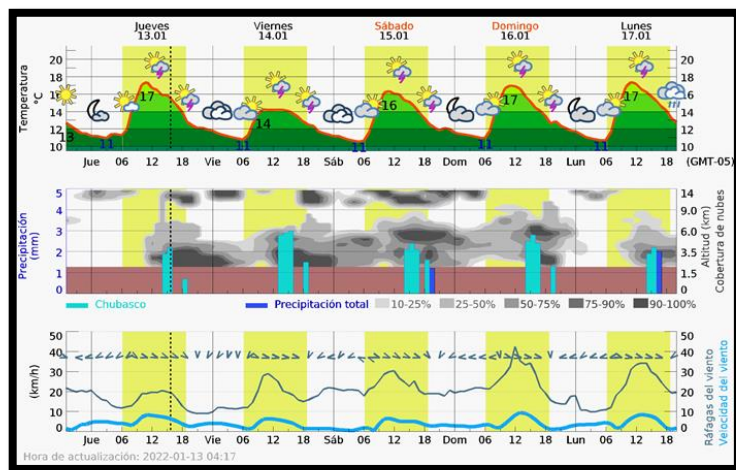 Jueves Viernes Sábado Domingo Lunes
13.01 14.01 15.01 16.01 17.01
Temperatura
°C
20 20
18 18
16 16
14 14
12 12
10 10
13 11 17 11 14 11 16 11 17 11 17
Jue 06 12 18 Vie 06 12 18 Sáb 06 12 18 Dom 06 12 18 Lun 06 12 18 (GMT-05)
Precipitación
(mm)
5 14
4 9.0
3 6.0
2 3.5
1 1.5
0 0.0
Altitud (km)
Cobertura de nubes
Chubasco Precipitación total 10-25% 25-50% 50-75% 75-90% 90-100%
(km/h)
50 50
40 40
30 30
20 20
10 10
0 0
Ráfagas del viento
Velocidad del viento
Jue 06 12 18 Vie 06 12 18 Sáb 06 12 18 Dom 06 12 18 Lun 06 12 18
Hora de actualización: 2022-01-13 04:17